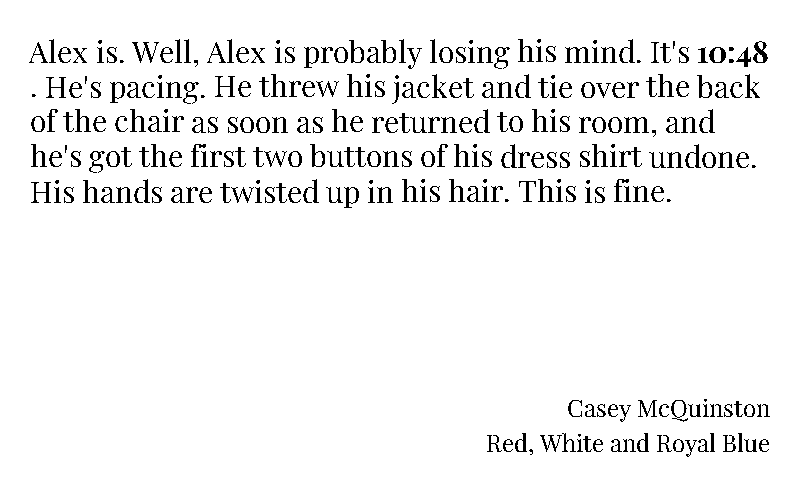 Alex is. Well, Alex is probably losing his mind. It's 10:48
. He's pacing. He threw his jacket and tie over the back
of the chair as soon as he returned to his room, and
he's got the first two buttons of his dress shirt undone.
His hands are twisted up in his hair. This is fine.
Casey McQuinston
Red, White and Royal Blue